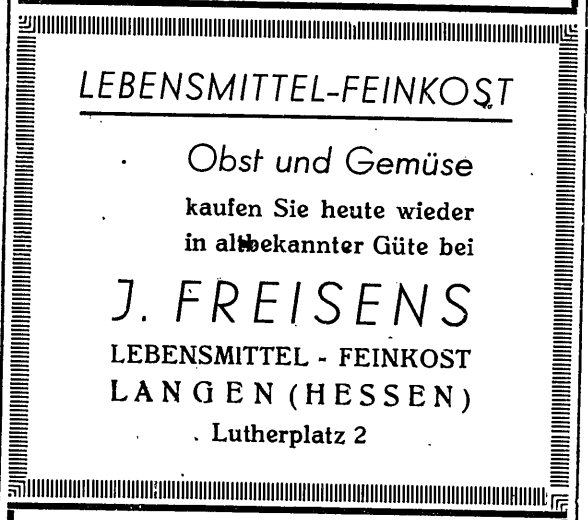 LEBENSMITTEL-FEINKOST
Obst und Gemüse
kaufen Sie heute wieder
in altbekannter Güte bei
J. FREISENS
LEBENSMITTEL - FEINKOST
LANGEN (HESSEN)
Lutherplatz 2